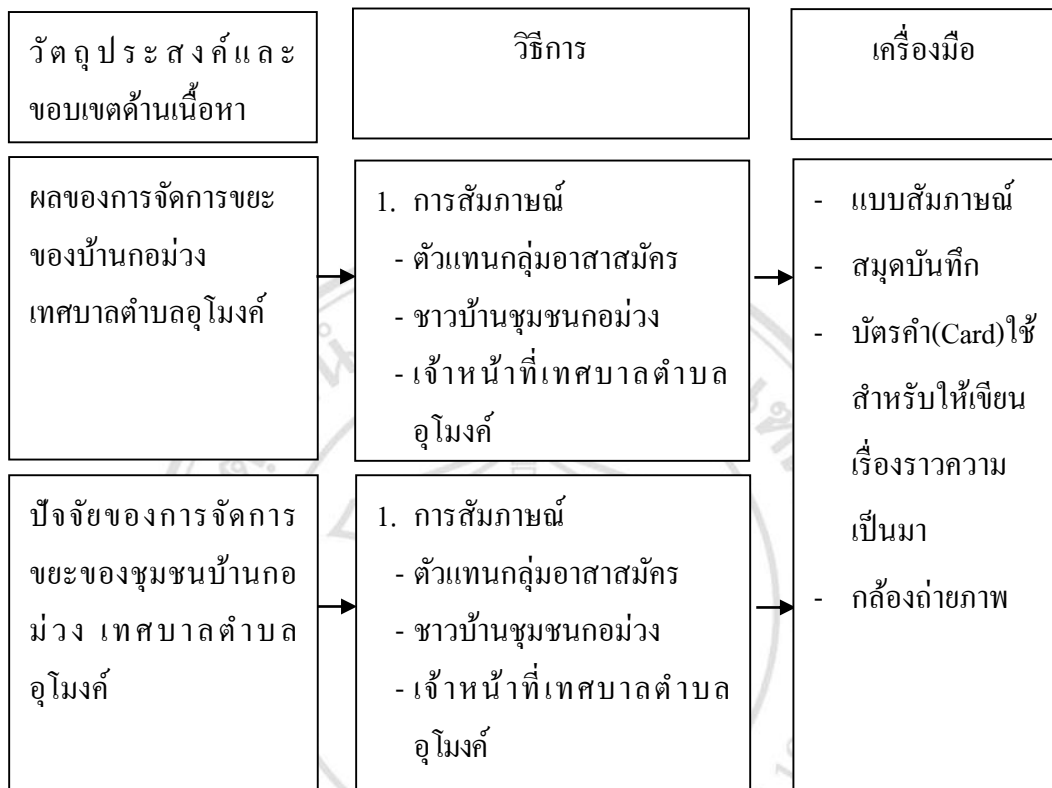 วัตถุประสงค์และ
ขอบเขตด้านเนื้อหา
วิธีการ
เครื่องมือ
ผลของการจัดการขยะ
ของบ้านกอม่วง
เทศบาลตำบลอุโมงค์
1. การสัมภาษณ์
- ตัวแทนกลุ่มอาสาสมัคร
- ชาวบ้านชุมชนกอม่วง
- เจ้าหน้าที่เทศบาลตำบล
อุโมงค์
- แบบสัมภาษณ์
- สมุดบันทึก
- บัตรคำ(Card)ใช้
สำหรับให้เขียน
เรื่องราวความ
เป็นมา
- กล้องถ่ายภาพ
ปัจจัยของการจัดการ
ขยะของชุมชนบ้านกอ
ม่วง เทศบาลตำบล
อุโมงค์
1. การสัมภาษณ์
- ตัวแทนกลุ่มอาสาสมัคร
- ชาวบ้านชุมชนกอม่วง
- เจ้าหน้าที่เทศบาลตำบล
อุโมงค์